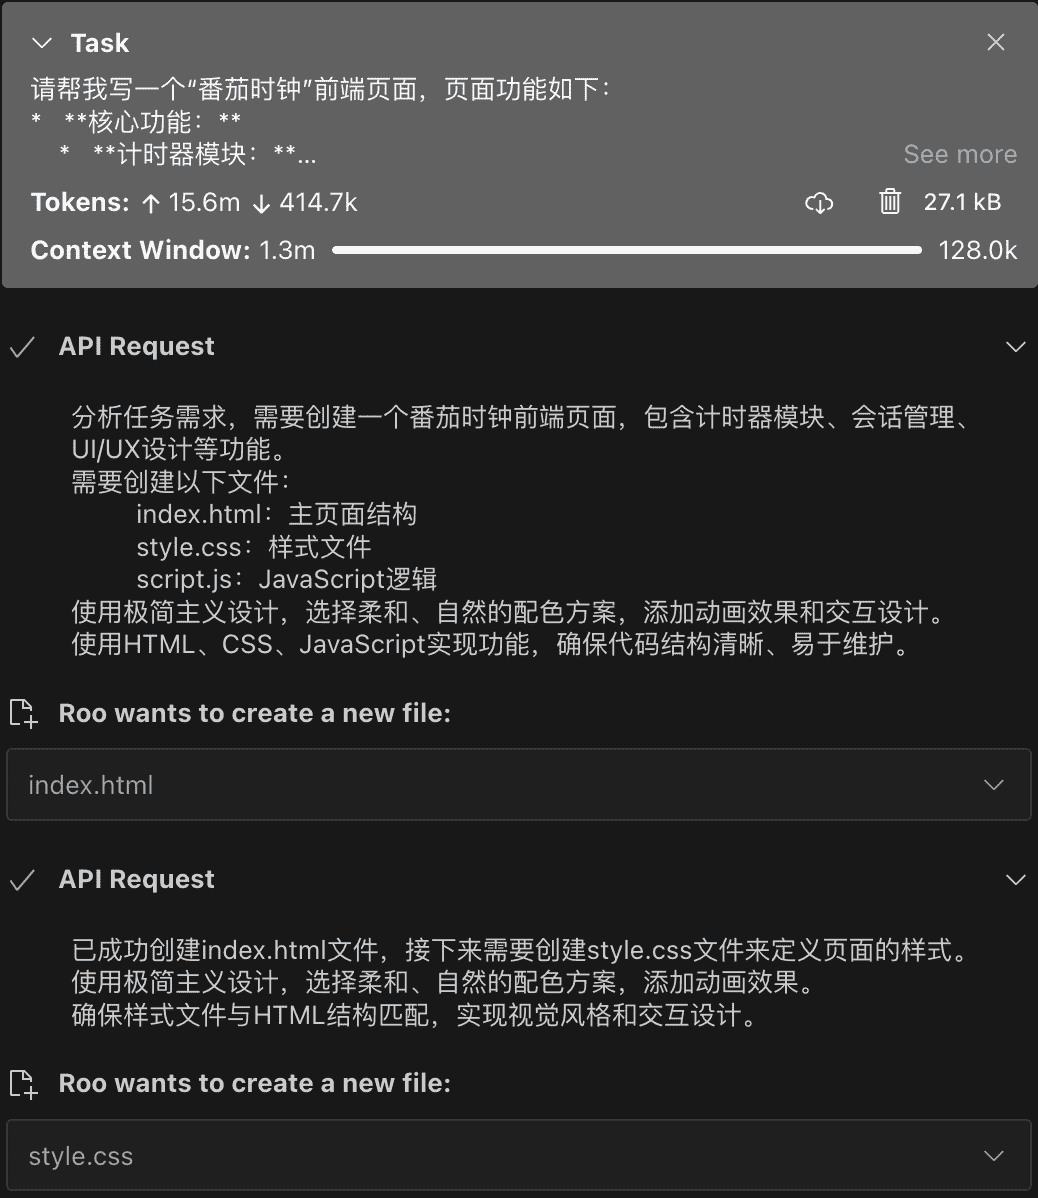 Task
请帮我写一个“番茄时钟”前端页面，页面功能如下：
* **核心功能：**
* **计时器模块：**...
See more
Tokens: ↑ 15.6m ↓ 414.7k
27.1 kB
Context Window: 1.3m
128.0k
API Request
分析任务需求，需要创建一个番茄时钟前端页面，包含计时器模块、会话管理、
UI/UX设计等功能。
需要创建以下文件：
index.html：主页面结构
style.css：样式文件
script.js：JavaScript逻辑
使用极简主义设计，选择柔和、自然的配色方案，添加动画效果和交互设计。
使用HTML、CSS、JavaScript实现功能，确保代码结构清晰、易于维护。
Roo wants to create a new file:
index.html
API Request
已成功创建index.html文件，接下来需要创建style.css文件来定义页面的样式。
使用极简主义设计，选择柔和、自然的配色方案，添加动画效果。
确保样式文件与HTML结构匹配，实现视觉风格和交互设计。
Roo wants to create a new file:
style.css